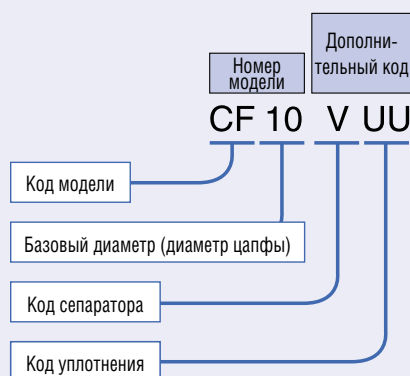 Дополни-
тельный код
Номер
модели
CF 10 V UU
Код модели
Базовый диаметр (диаметр цапфы)
Код сепаратора
Код уплотнения